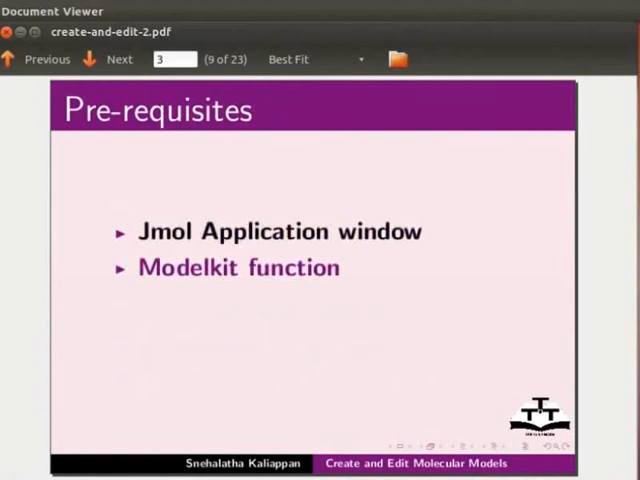 Document Viewer
create-and-edit-2.pdf
Previous Next 3 (9 of 23) Best Fit
Pre-requisites
Jmol Application window
Modelkit function
Snehalatha Kaliappan Create and Edit Molecular Models